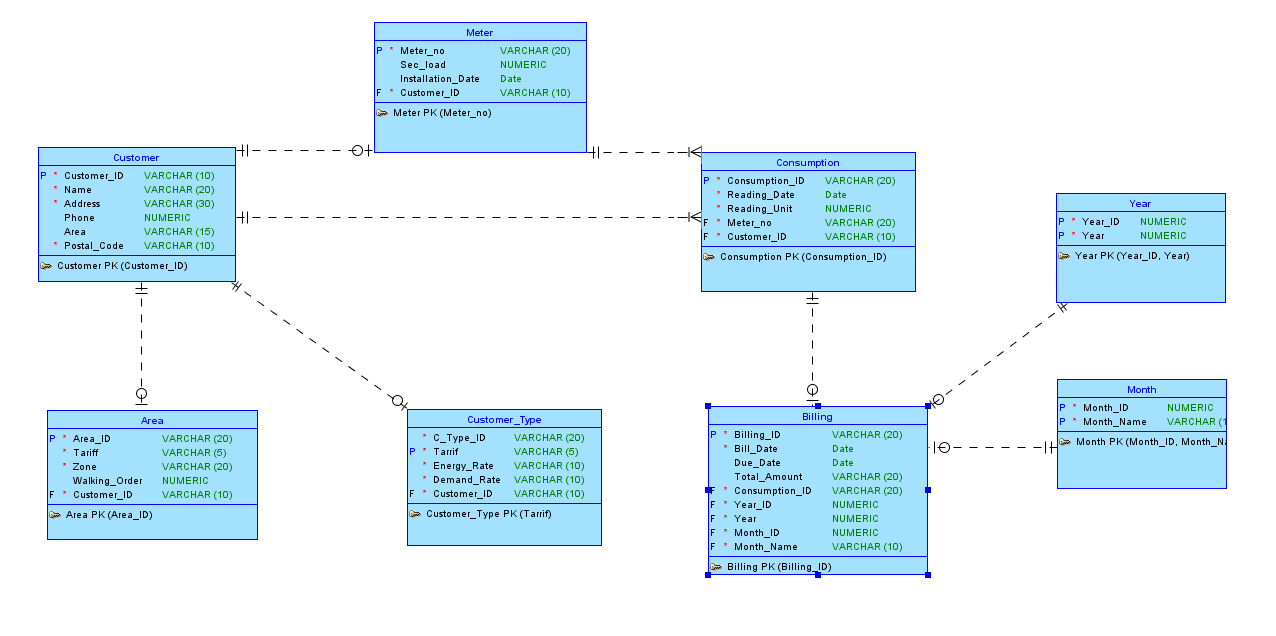 Meter
P * Meter_no VARCHAR (20)
Sec_load NUMERIC
Installation_Date Date
F * Customer_ID VARCHAR (10)
Meter PK (Meter_no)
Customer
P * Customer_ID VARCHAR (10)
* Name VARCHAR (20)
* Address VARCHAR (30)
Phone NUMERIC
Area VARCHAR (15)
* Postal_Code VARCHAR (10)
Customer PK (Customer_ID)
Consumption
P * Consumption_ID VARCHAR (20)
* Reading_Date Date
* Reading_Unit NUMERIC
F * Meter_no VARCHAR (20)
F * Customer_ID VARCHAR (10)
Consumption PK (Consumption_ID)
Year
P * Year_ID NUMERIC
P * Year NUMERIC
Year PK (Year_ID, Year)
Area
P * Area_ID VARCHAR (20)
* Tariff VARCHAR (5)
* Zone VARCHAR (20)
Walking_Order NUMERIC
F * Customer_ID VARCHAR (10)
Area PK (Area_ID)
Customer_Type
* C_Type_ID VARCHAR (20)
P * Tarrif VARCHAR (5)
* Energy_Rate VARCHAR (10)
* Demand_Rate VARCHAR (10)
F * Customer_ID VARCHAR (10)
Customer_Type PK (Tarrif)
Billing
P * Billing_ID VARCHAR (20)
* Bill_Date Date
Due_Date Date
Total_Amount VARCHAR (20)
F * Consumption_ID VARCHAR (20)
F * Year_ID NUMERIC
F * Year NUMERIC
F * Month_ID NUMERIC
F * Month_Name VARCHAR (10)
Billing PK (Billing_ID)
Month
P * Month_ID NUMERIC
P * Month_Name VARCHAR (1
Month PK (Month_ID, Month_Na